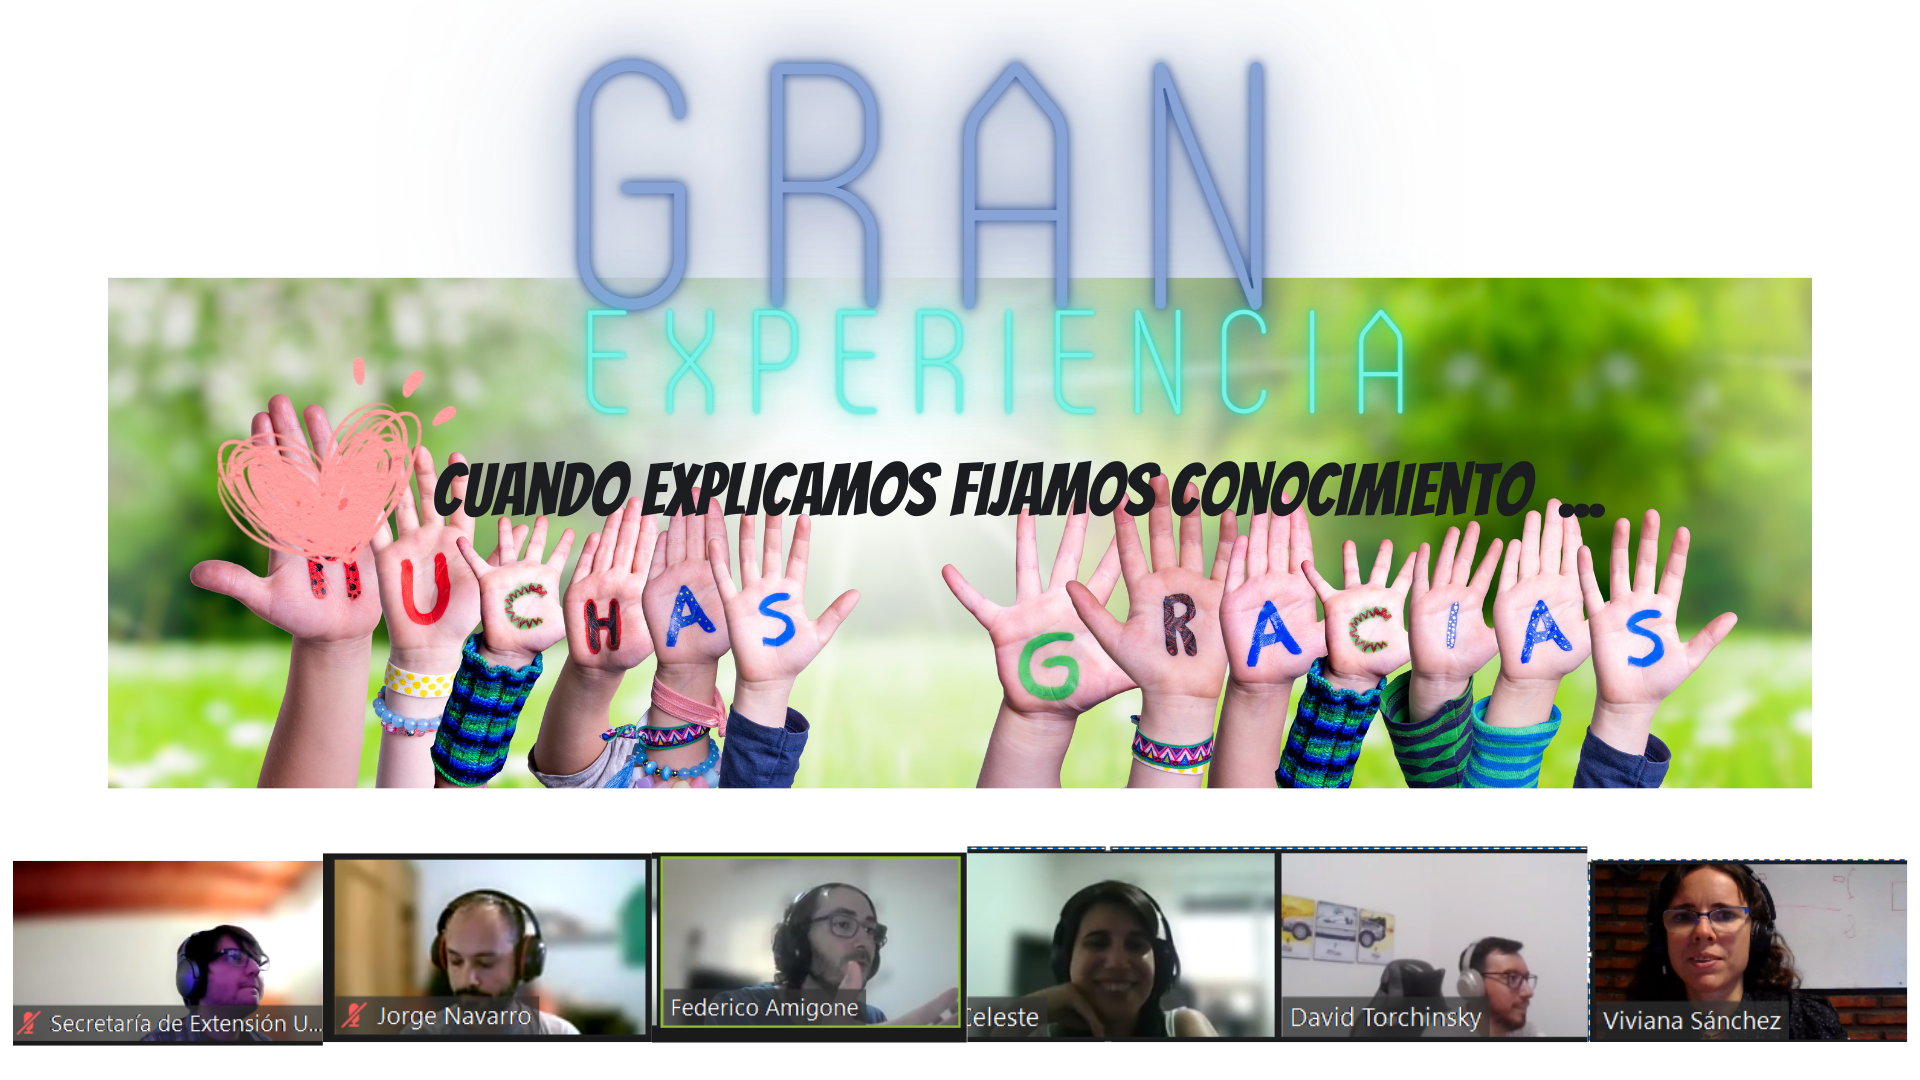 GRAN
EXPERIENCIA
CUANDO EXPLICAMOS FIJAMOS CONOCIMIENTO ...
MUCHAS GRACIAS
Secretaría de Extensión U...
Jorge Navarro
Federico Amigone
Celeste
David Torchinsky
Viviana Sánchez